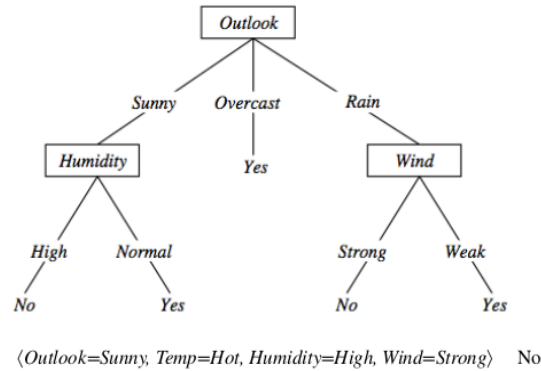 Outlook
Sunny Overcast Rain
Humidity Yes Wind
High Normal Strong Weak
No Yes No Yes
⟨Outlook=Sunny, Temp=Hot, Humidity=High, Wind=Strong⟩ No